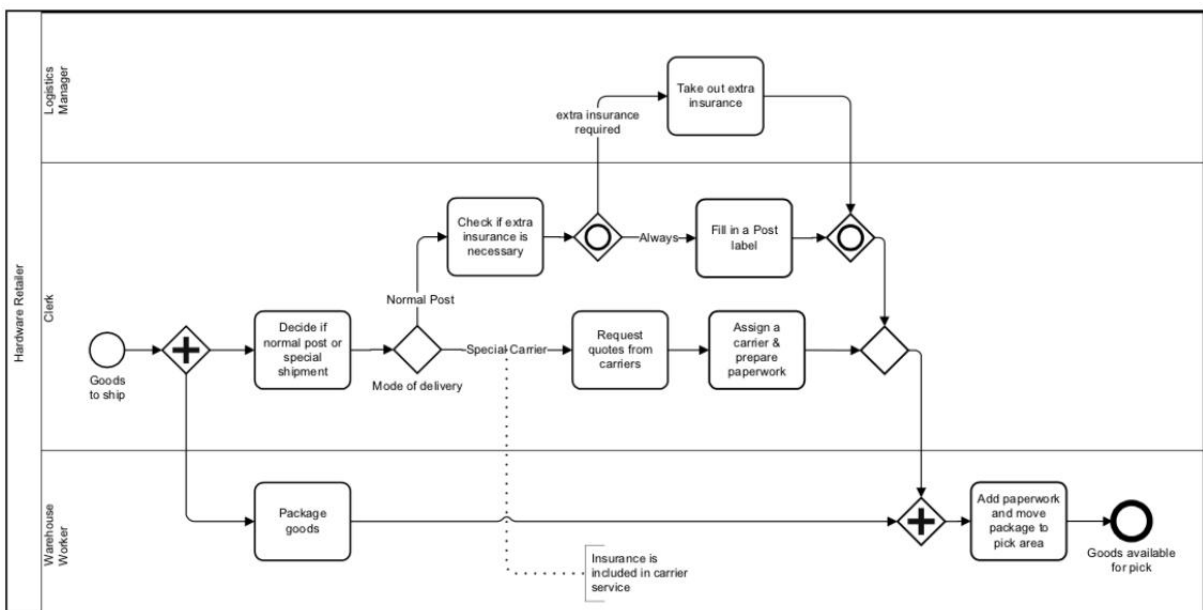 Hardware Retailer
Logistics
Manager
Take out extra
insurance
extra insurance
required
Clerk
Check if extra
insurance is
necessary
Always
Fill in a Post
label
Normal Post
Goods
to ship
Decide if
normal post or
special
shipment
Mode of delivery
Special Carrier
Request
quotes from
carriers
Assign a
carrier &
prepare
paperwork
Warehouse
Worker
Package
goods
Insurance is
included in carrier
service
Add paperwork
and move
package to
pick area
Goods available
for pick